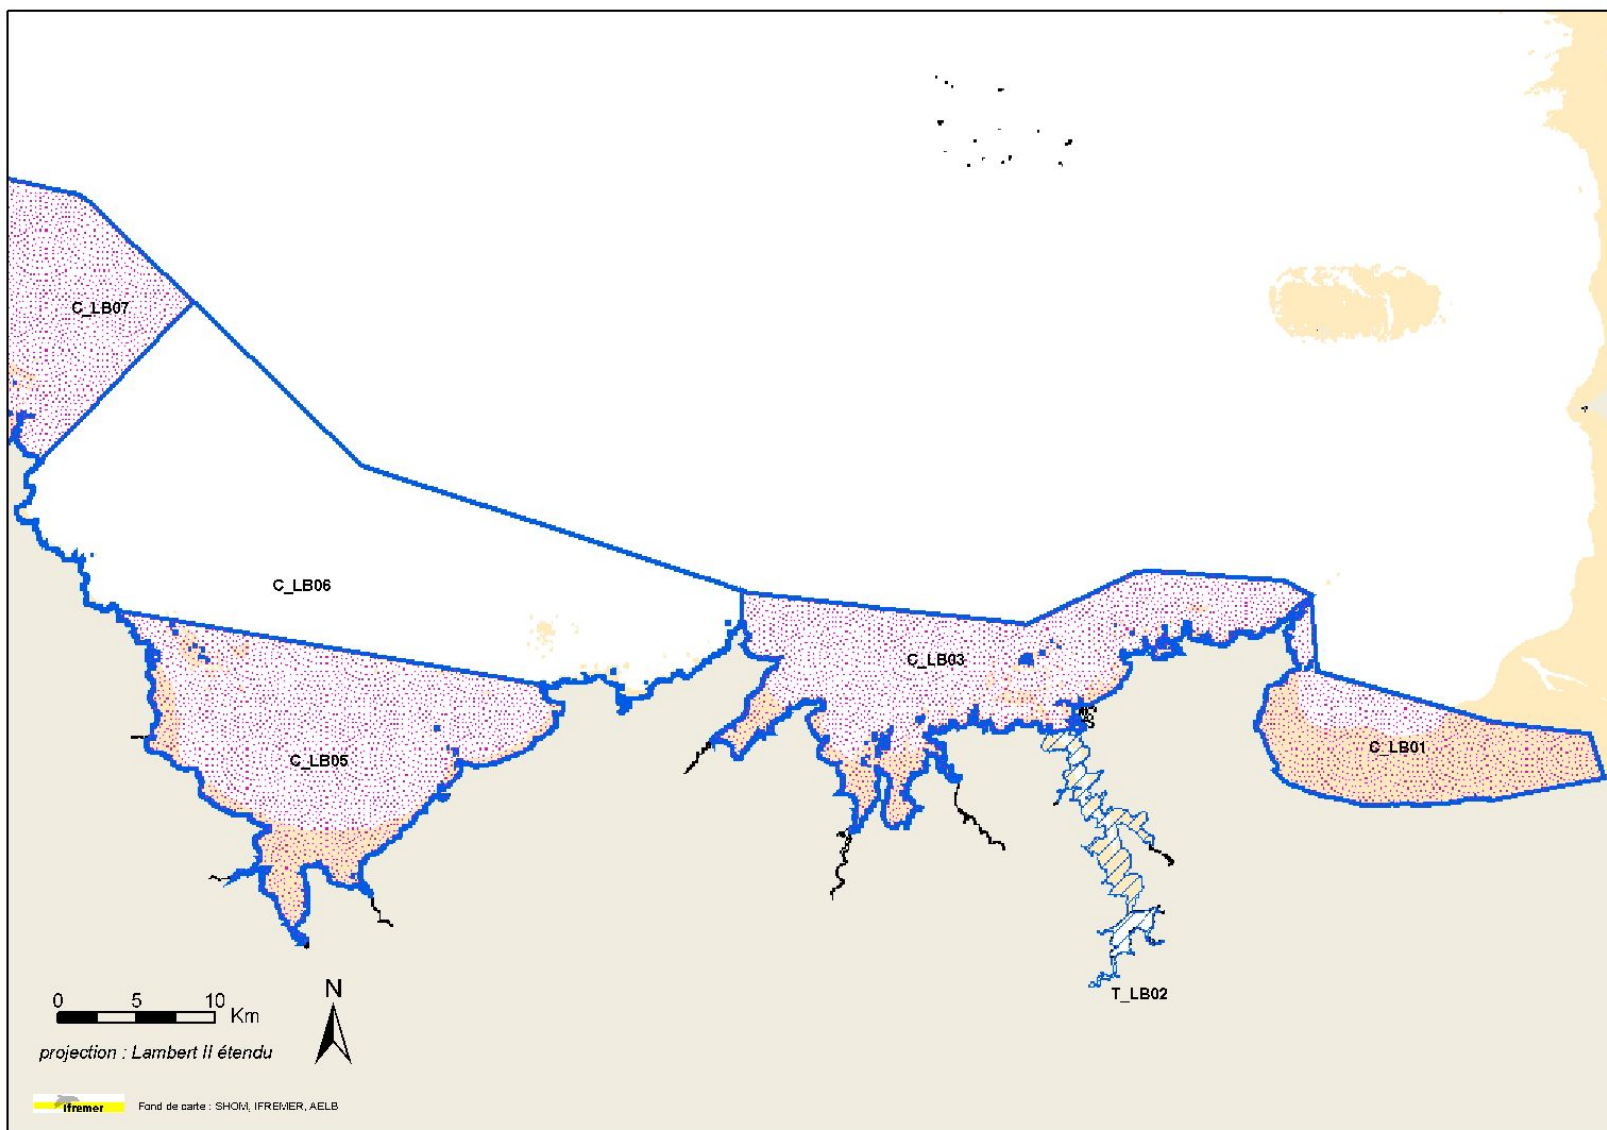 C_LB07
C_LB06
C_LB03
C_LB01
C_LB05
T_LB02
N
0 5 10
Km
projection : Lambert II étendu
Ifremer
Fond de carte : SHOM, IFREMER, AELB